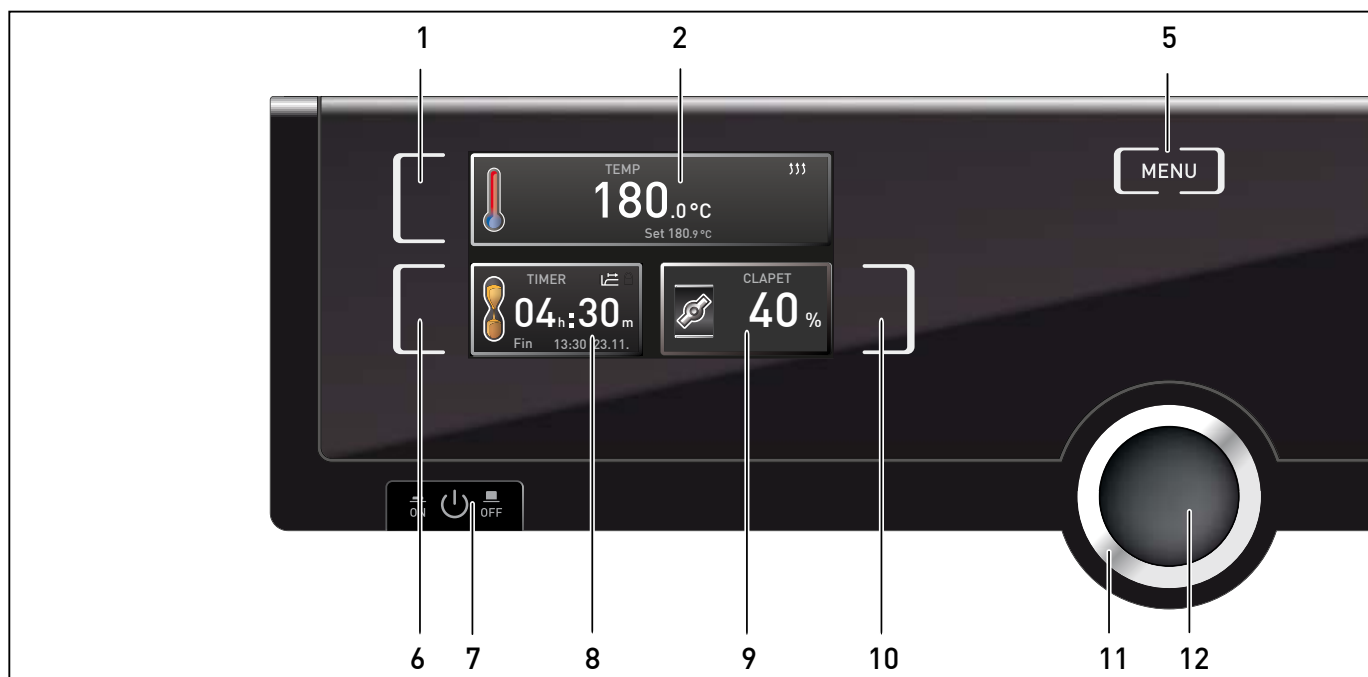 1 2 5
TEMP
180.0°C
Set 180.9 °C
MENU
TIMER
04h:30m
Fin 13:30 23.11.
CLAPET
40 %
ON OFF
6 7 8 9 10 11 12